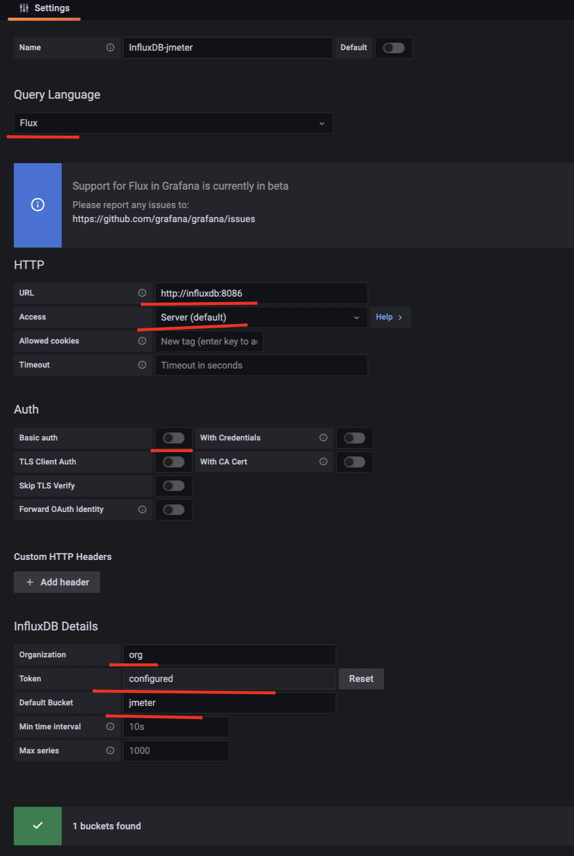 Settings
Name InfluxDB-jmeter Default
Query Language
Flux
Support for Flux in Grafana is currently in beta
Please report any issues to:
https://github.com/grafana/grafana/issues
HTTP
URL http://influxdb:8086
Access Server (default) Help >
Allowed cookies New tag (enter key to a
Timeout Timeout in seconds
Auth
Basic auth With Credentials
TLS Client Auth With CA Cert
Skip TLS Verify
Forward OAuth Identity
Custom HTTP Headers
+ Add header
InfluxDB Details
Organization org
Token configured Reset
Default Bucket jmeter
Min time interval 10s
Max series 1000
1 buckets found